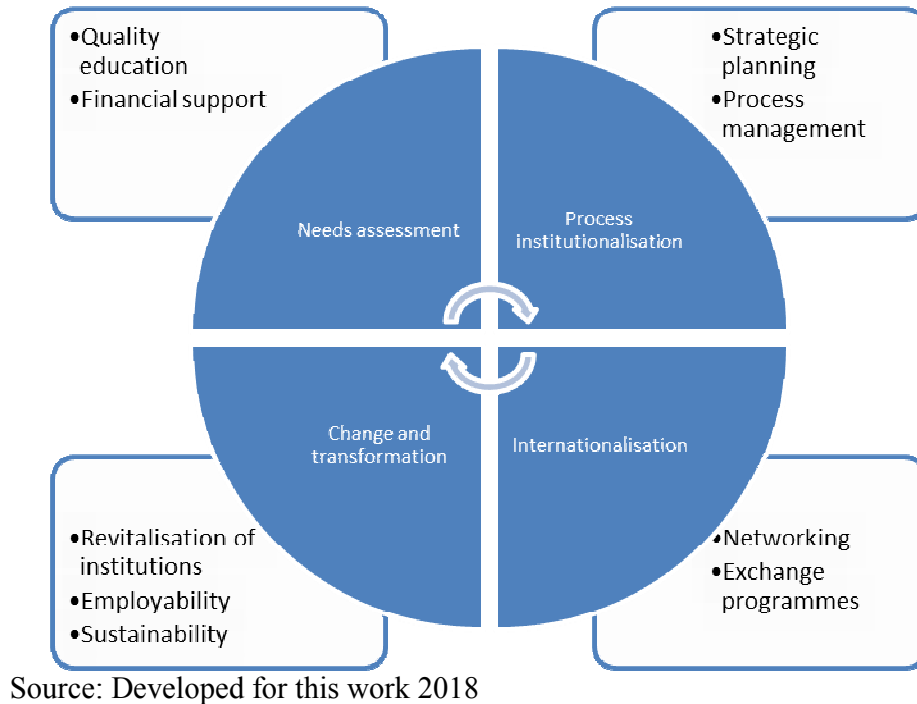 •Quality
education
•Financial support
•Strategic
planning
•Process
management
Needs assessment
Process
institutionalisation
Change and
transformation
Internationalisation
•Revitalisation of
institutions
•Employability
•Sustainability
•Networking
•Exchange
programmes
Source: Developed for this work 2018